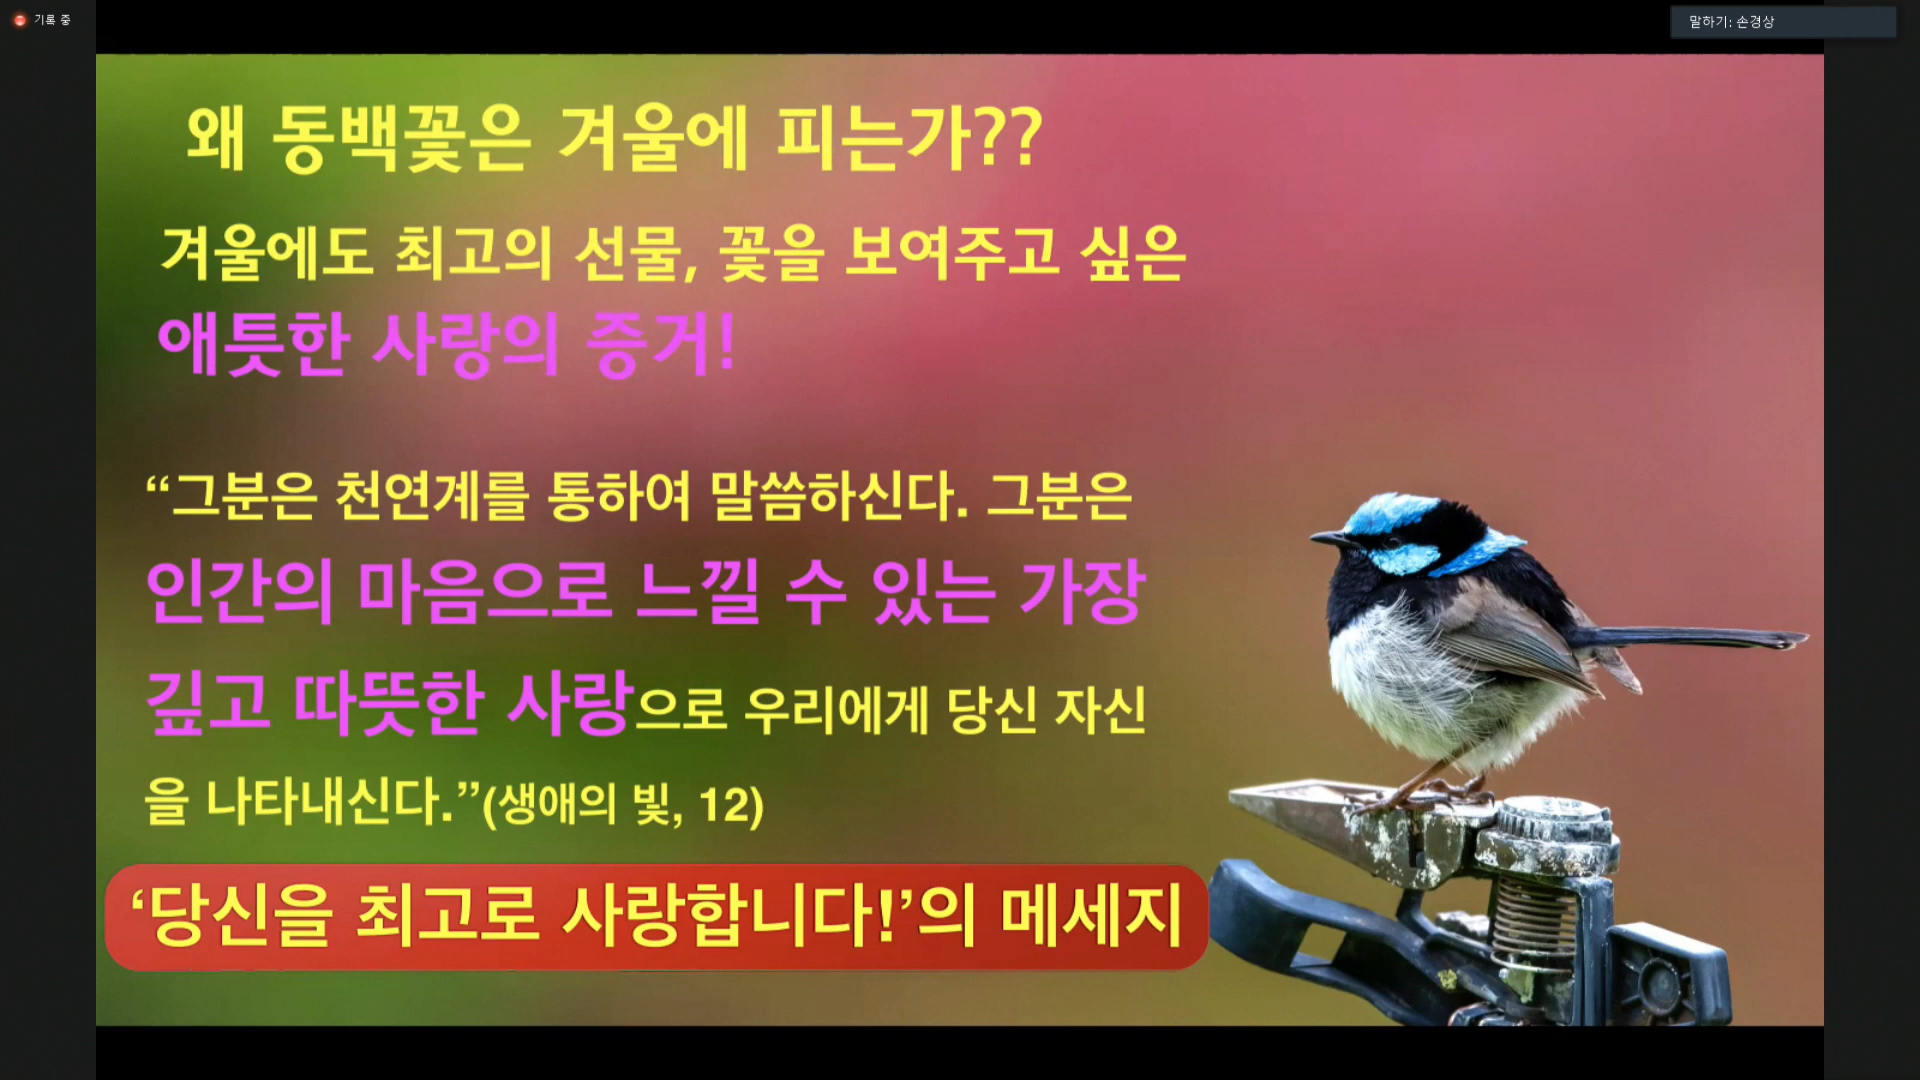 기록 중
말하기: 손경상
왜 동백꽃은 겨울에 피는가??
겨울에도 최고의 선물, 꽃을 보여주고 싶은
애틋한 사랑의 증거!
“그분은 천연계를 통하여 말씀하신다. 그분은
인간의 마음으로 느낄 수 있는 가장
깊고 따뜻한 사랑으로 우리에게 당신 자신
을 나타내신다.”(생애의 빛, 12)
‘당신을 최고로 사랑합니다!’의 메세지